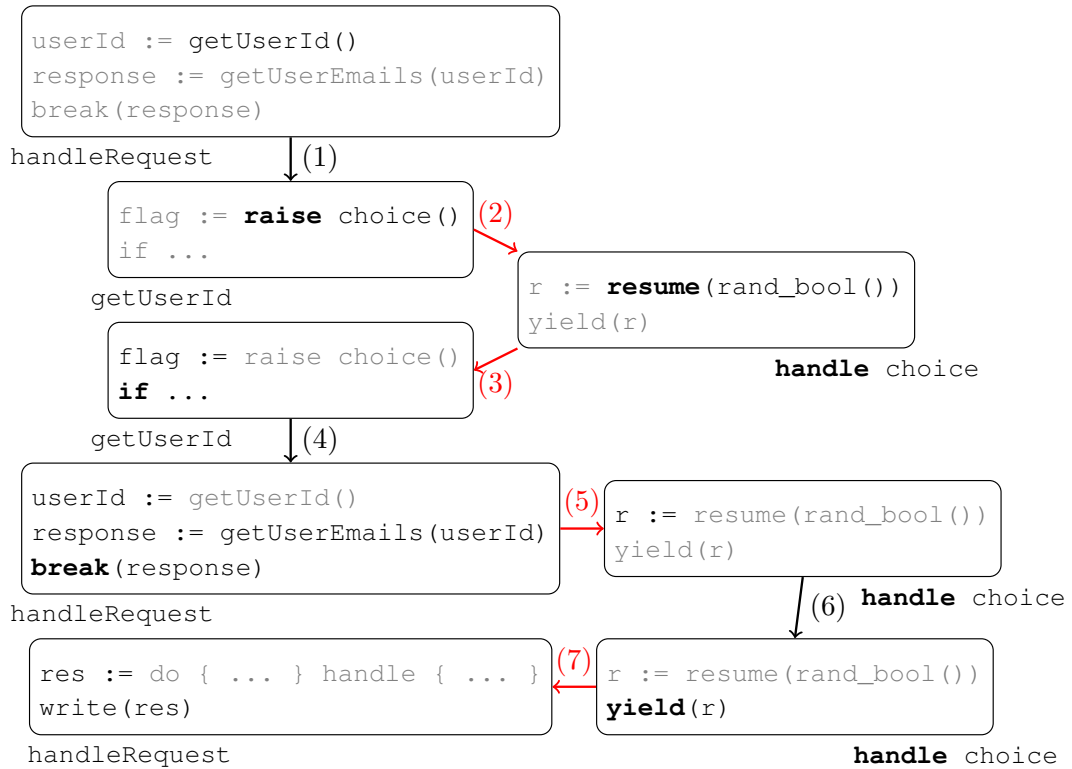 userId := getUserId()
response := getUserEmails(userId)
break(response)
handleRequest
(1)
flag := raise choice()
if ...
getUserId
(2)
r := resume(rand_bool())
yield(r)
handle choice
(3)
flag := raise choice()
if ...
getUserId
(4)
userId := getUserId()
response := getUserEmails(userId)
break(response)
handleRequest
(5)
r := resume(rand_bool())
yield(r)
handle choice
(6)
r := resume(rand_bool())
yield(r)
handle choice
(7)
res := do { ... } handle { ... }
write(res)
handleRequest